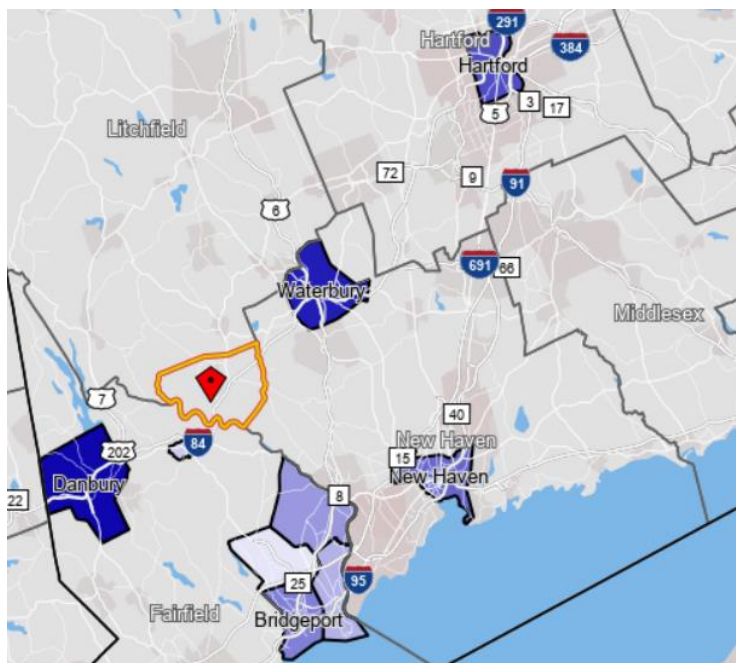 291
Hartford
384
Hartford
3
17
5
Litchfield
72
9
91
6
691
66
Waterbury
Middlesex
7
40
84
New Haven
15
202
New Haven
Danbury
8
22
95
25
Fairfield
Bridgeport